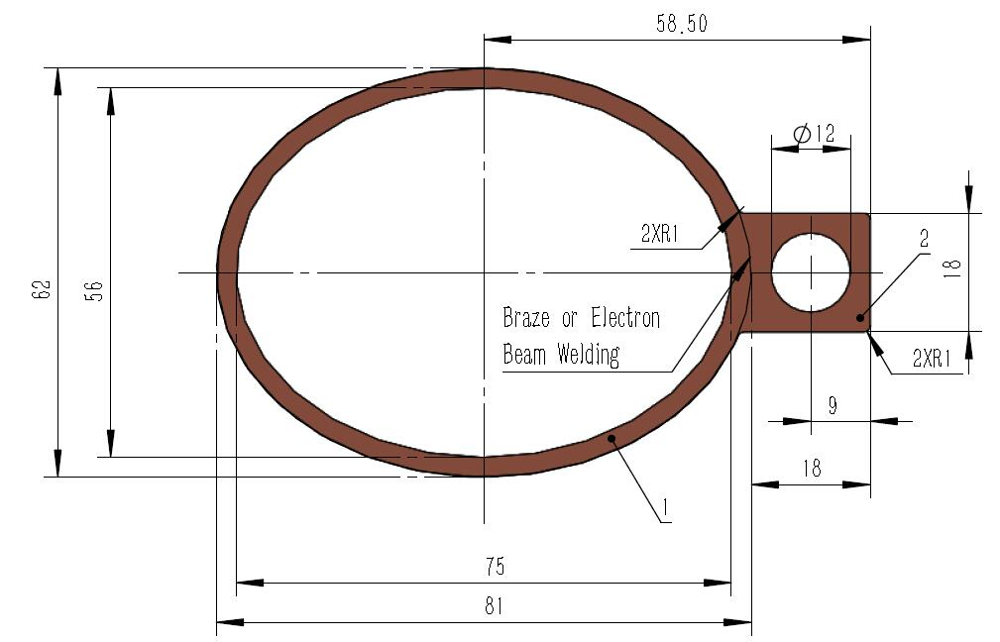 58.50
Ø12
2XR1
2
18
62
56
Braze or Electron
Beam Welding
2XR1
9
18
1
75
81